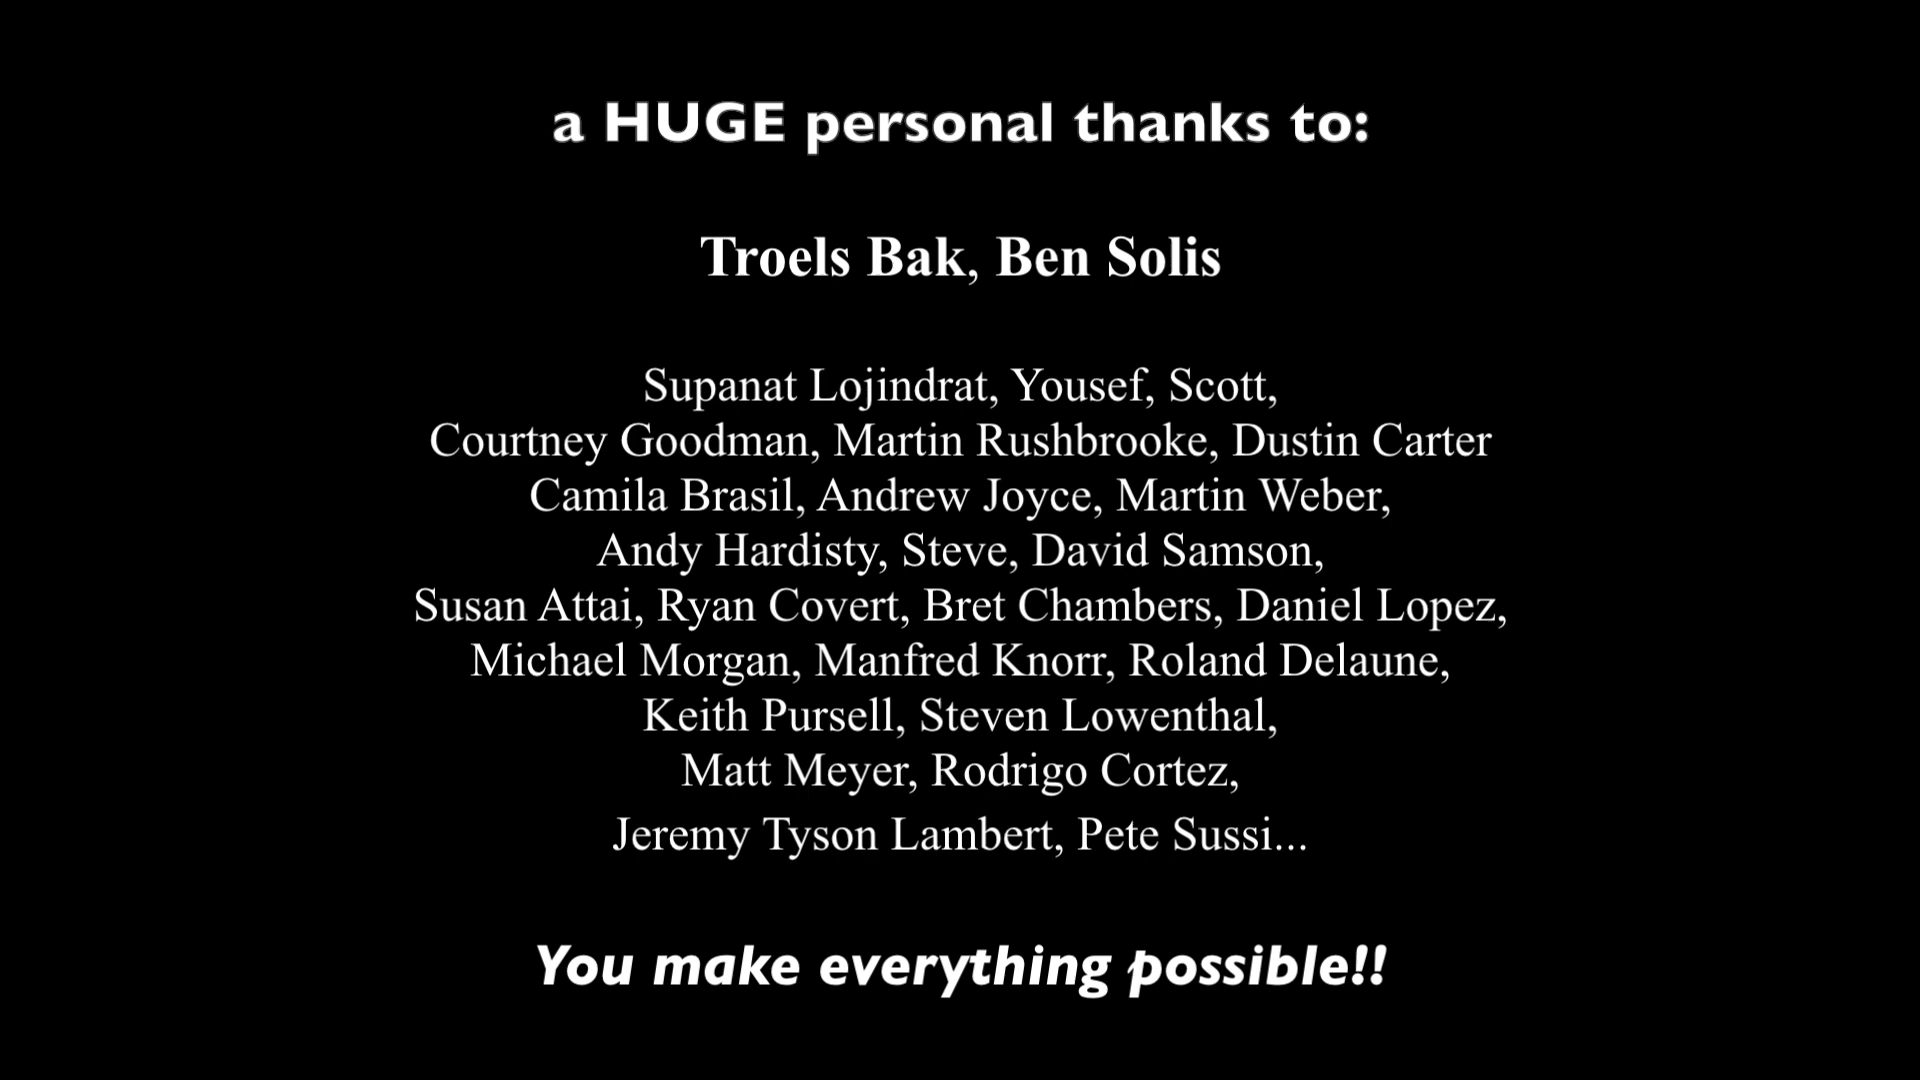 a HUGE personal thanks to:
Troels Bak, Ben Solis
Supanat Lojindrat, Yousef, Scott,
Courtney Goodman, Martin Rushbrooke, Dustin Carter
Camila Brasil, Andrew Joyce, Martin Weber,
Andy Hardisty, Steve, David Samson,
Susan Attai, Ryan Covert, Bret Chambers, Daniel Lopez,
Michael Morgan, Manfred Knorr, Roland Delaune,
Keith Pursell, Steven Lowenthal,
Matt Meyer, Rodrigo Cortez,
Jeremy Tyson Lambert, Pete Sussi...
You make everything possible!!